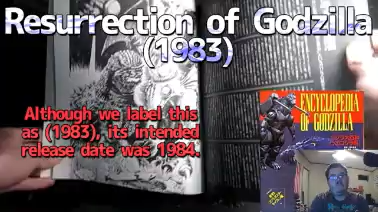 Resurrection of Godzilla
(1983)
Although we label this
as (1983), its intended
release date was 1984.
ENCYCLOPEDIA
OF GODZILLA